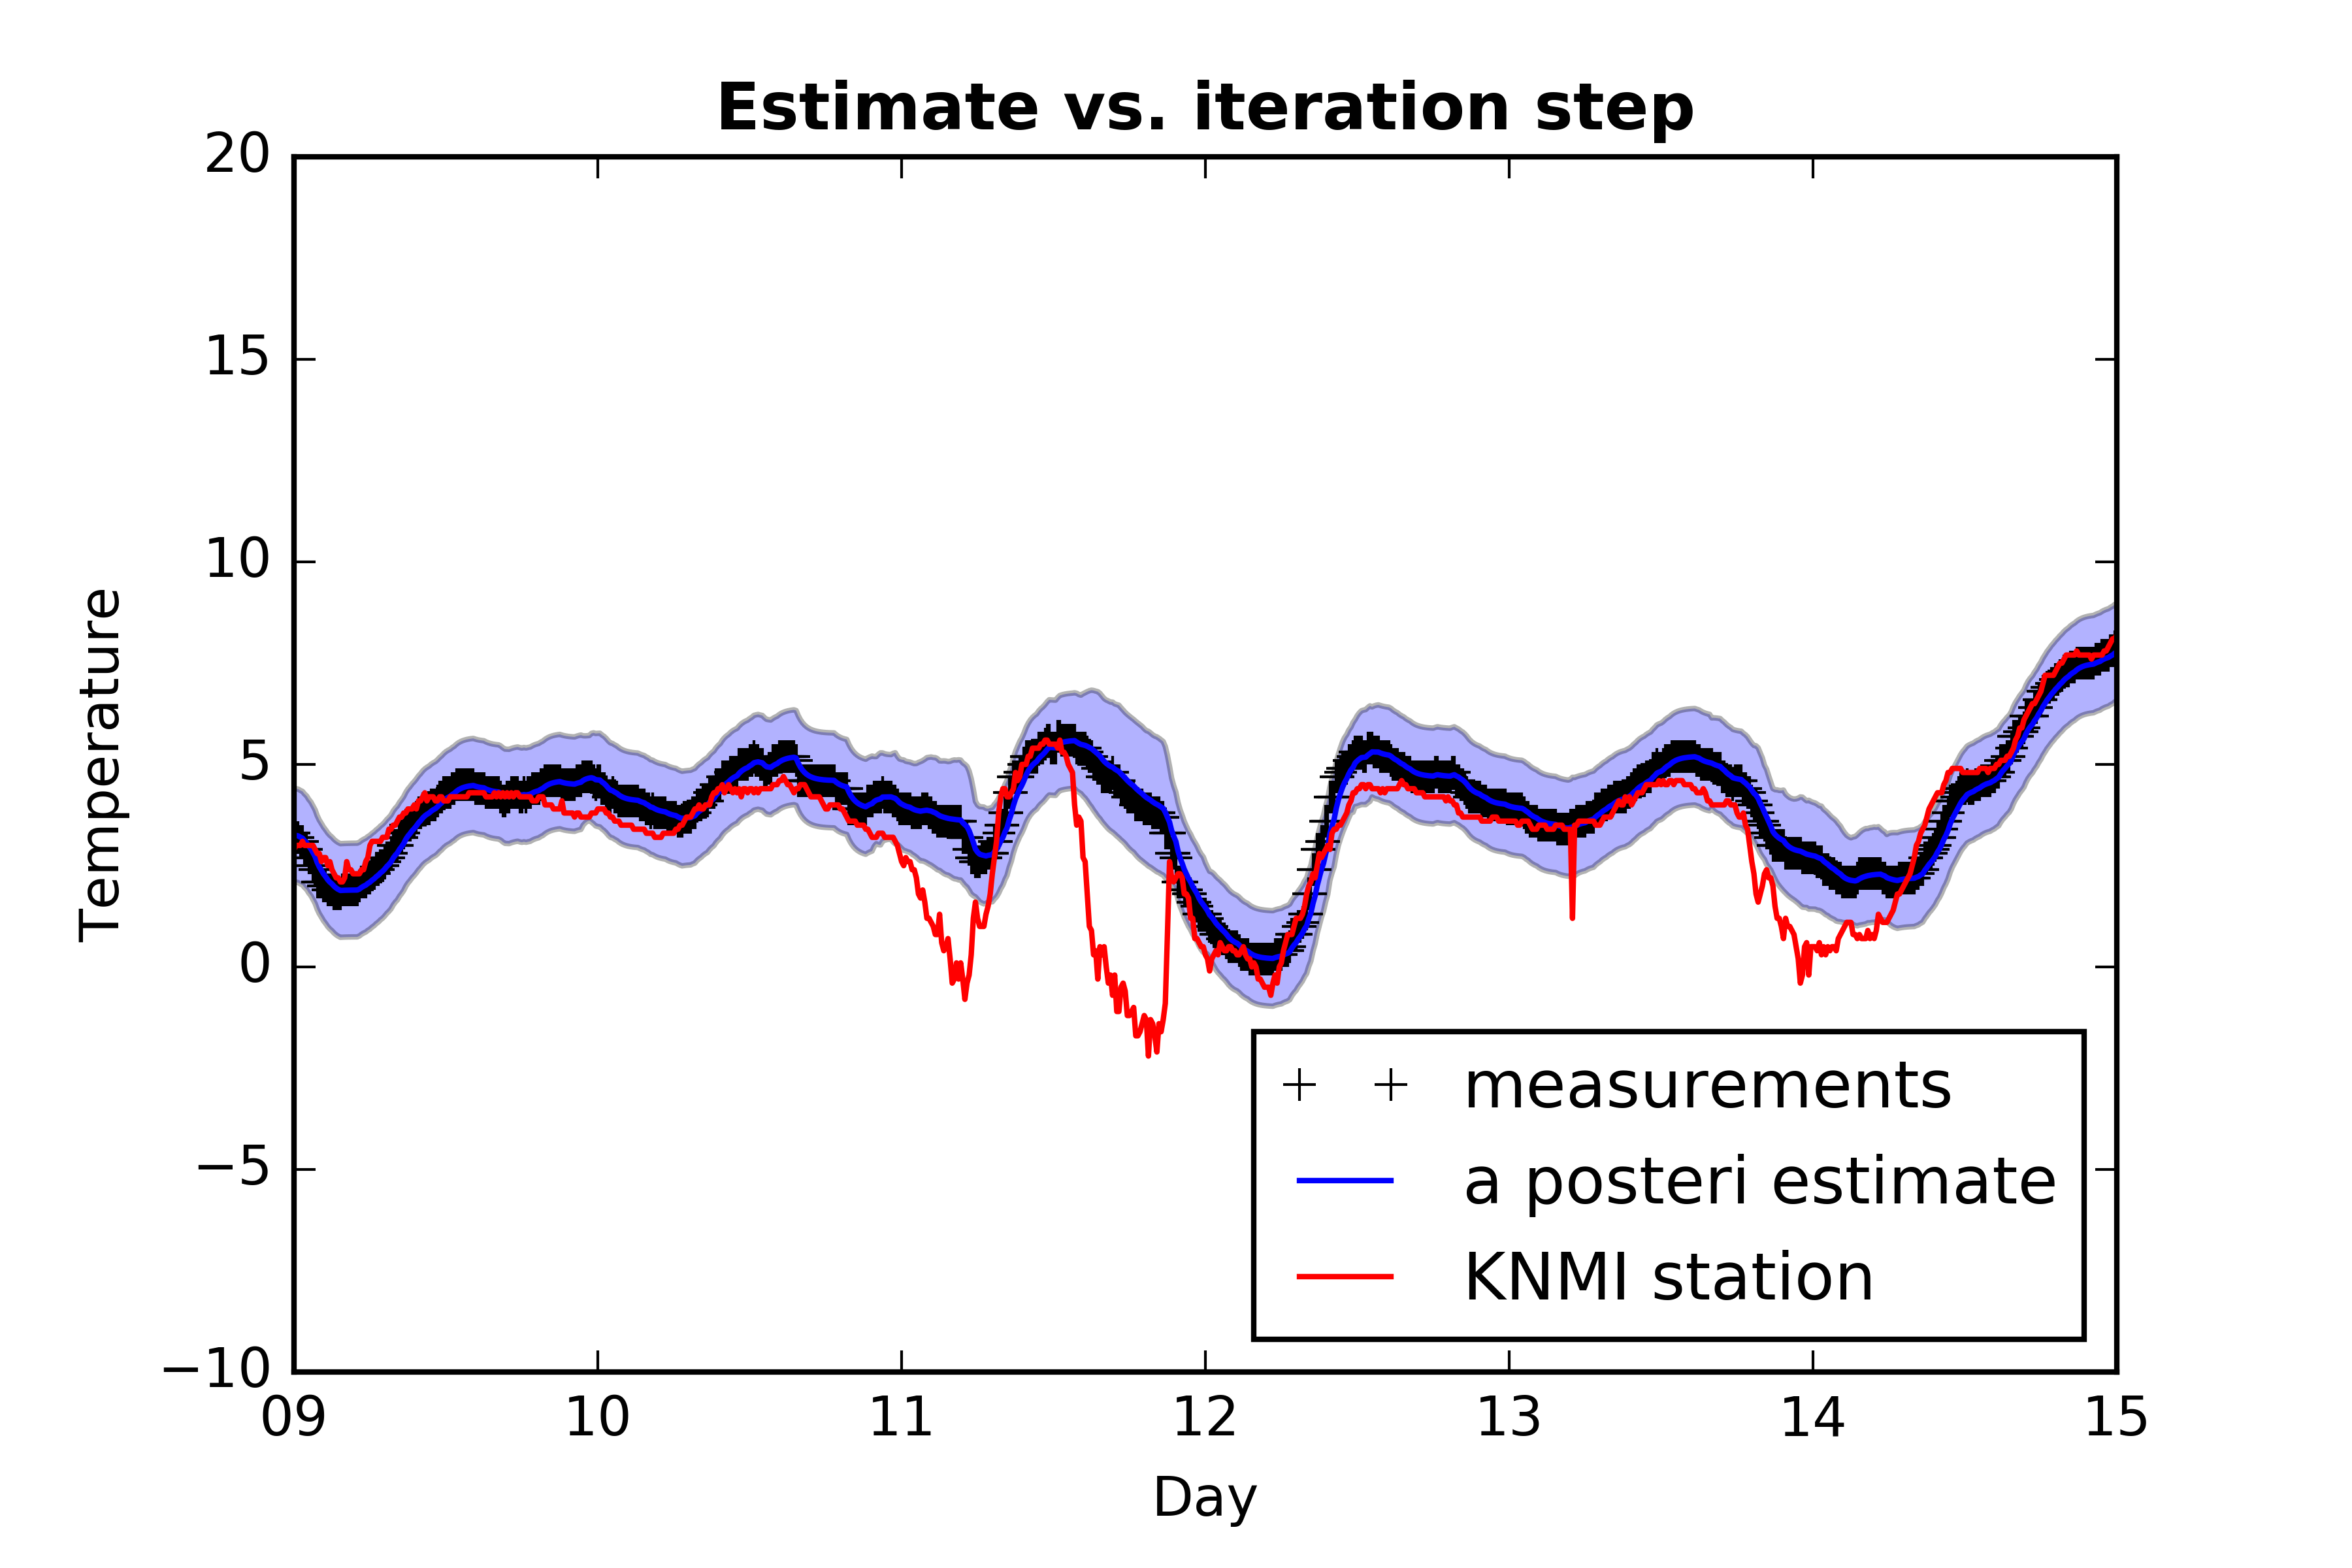 Estimate vs. iteration step
20
15
10
5
0
−5
−10
Temperature
measurements
a posteri estimate
KNMI station
09 10 11 12 13 14 15
Day